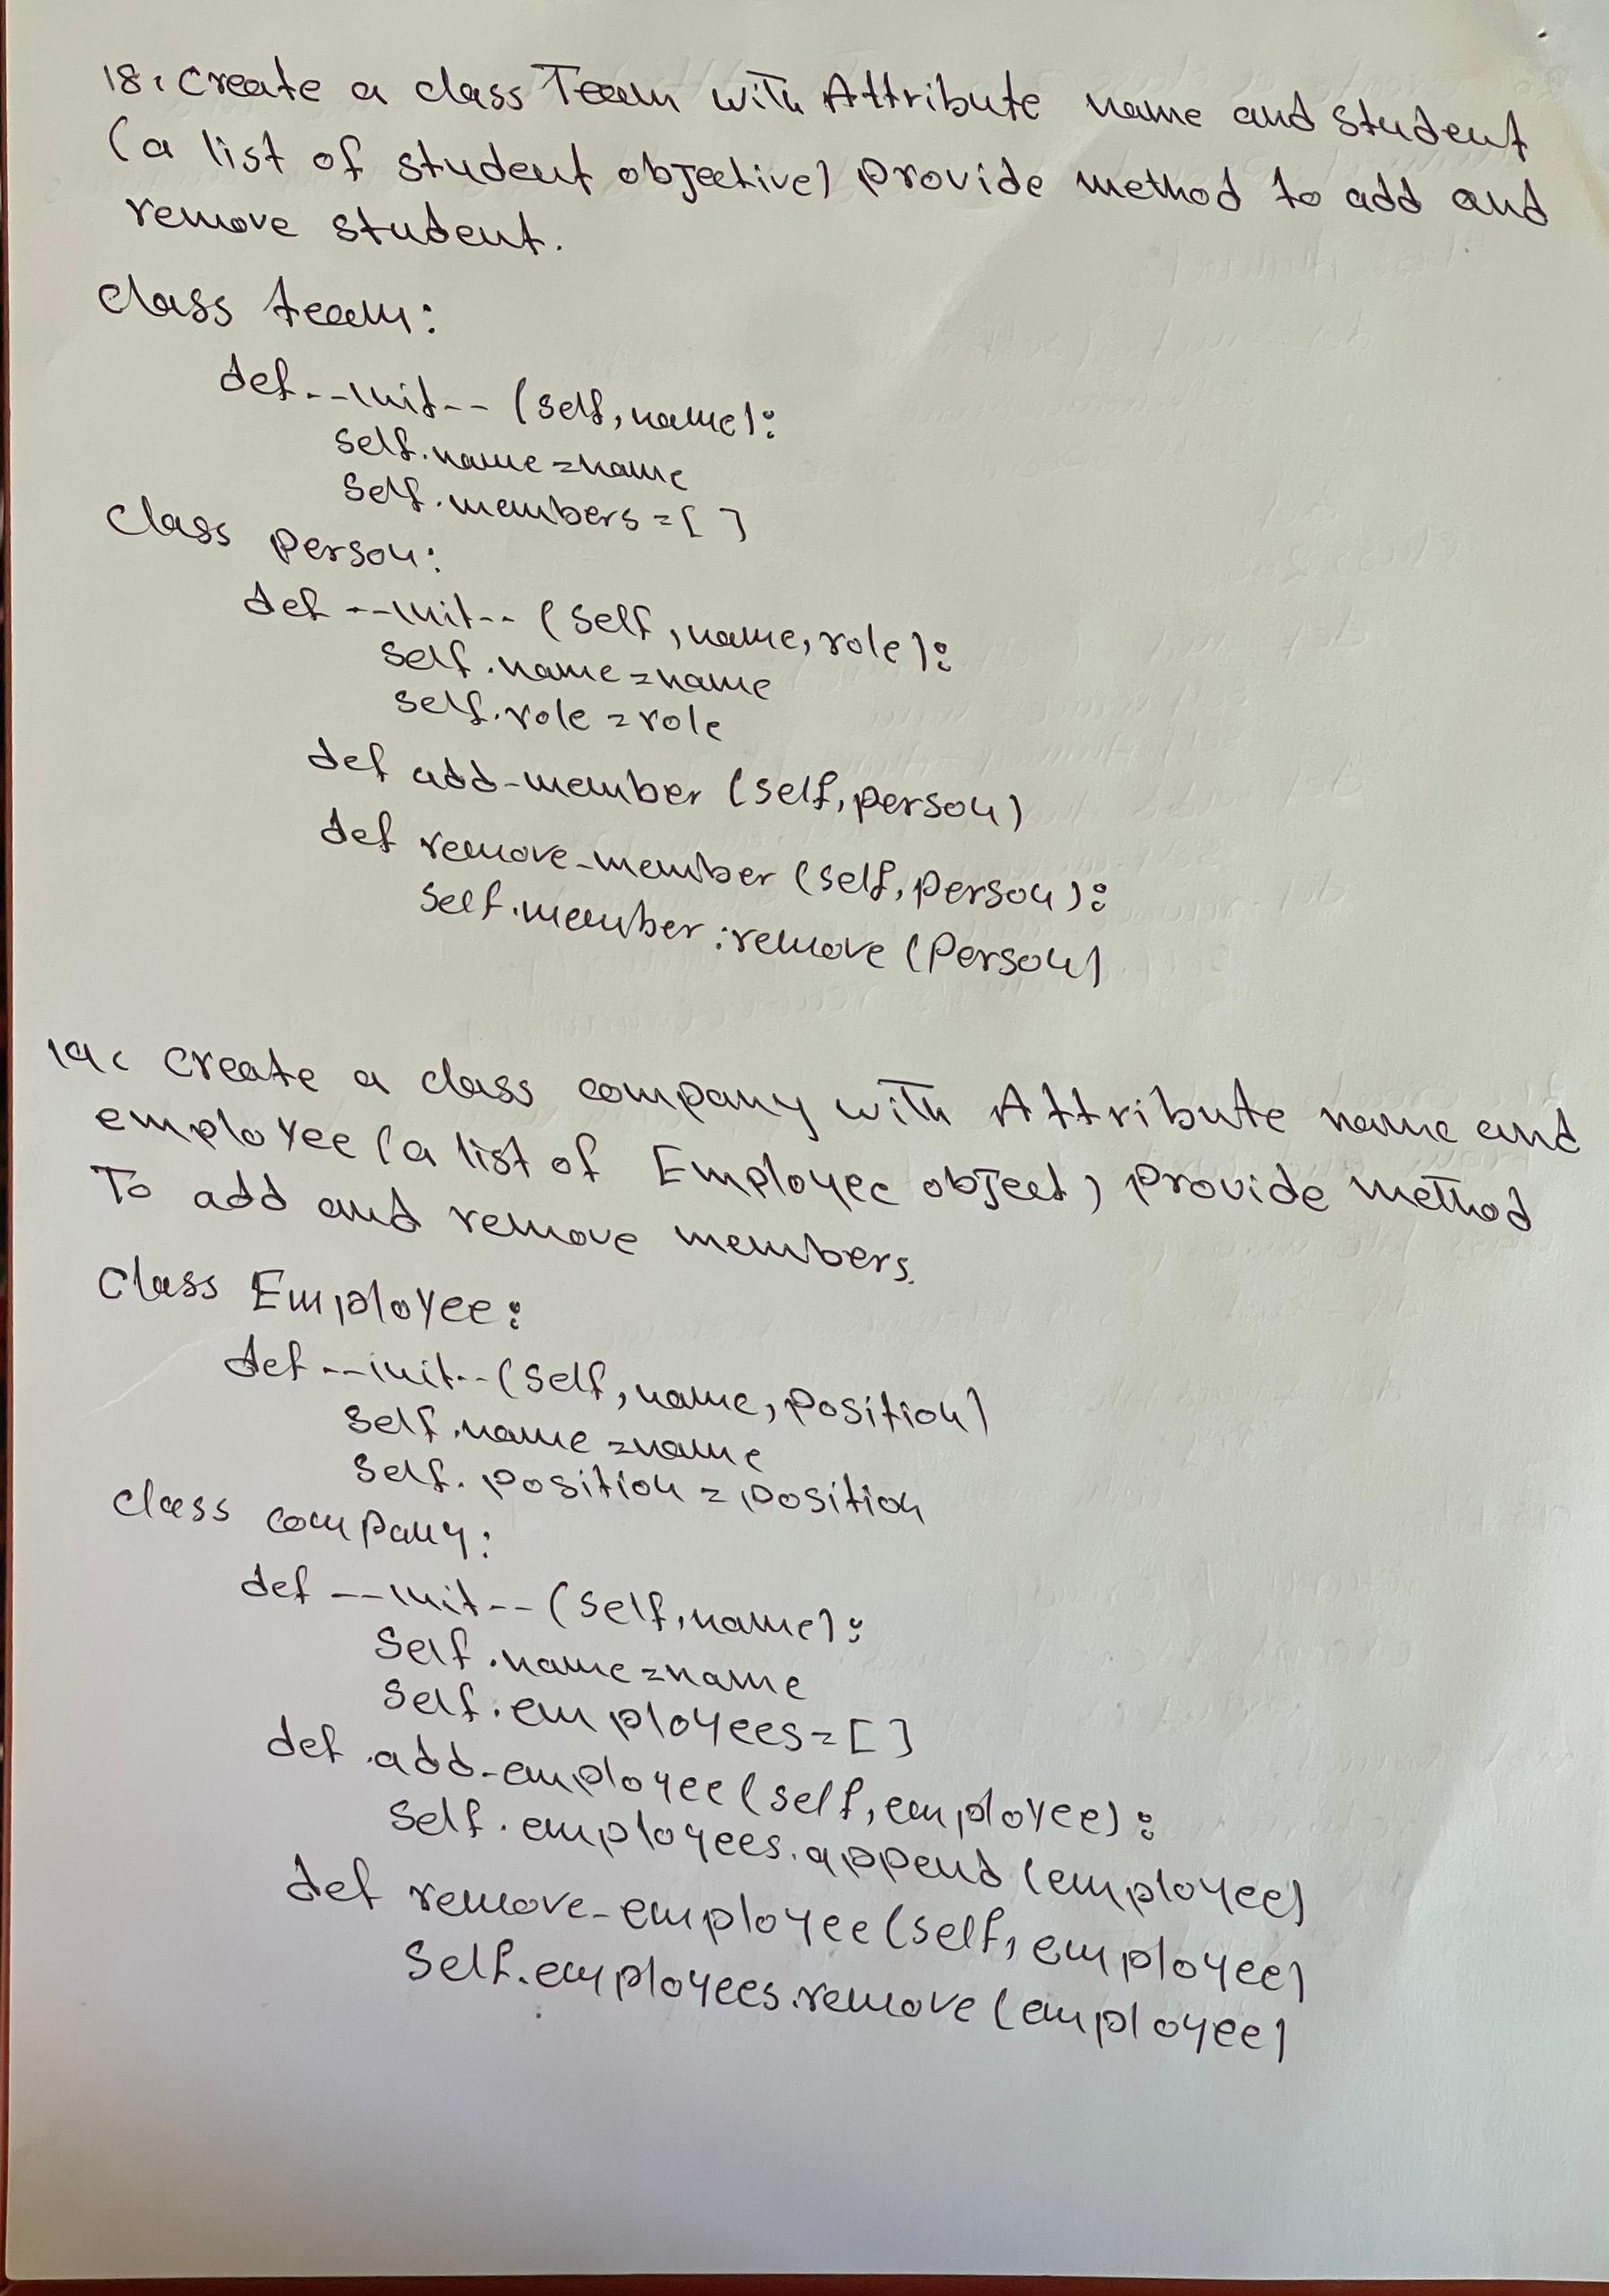 18. Create a class Team with Attribute name and student
(a list of student objective) provide method to add and
remove student.
class team:
def --init-- (self, name):
self.name = name
self.members = [ ]
class person:
def --init-- (self, name, role):
self.name = name
self.role = role
def add-member (self, person)
def remove-member (self, person):
self.member :remove (person)
19. Create a class company with Attribute name and
employee (a list of Employee object) provide method
To add and remove members.
class Employee:
def --init-- (self, name, position)
self.name = name
self.position = position
class company:
def --init-- (self, name):
self.name = name
self.employees = [ ]
def add-employee (self, employee):
self.employees.append (employee)
def remove-employee (self, employee)
self.employees.remove (employee)